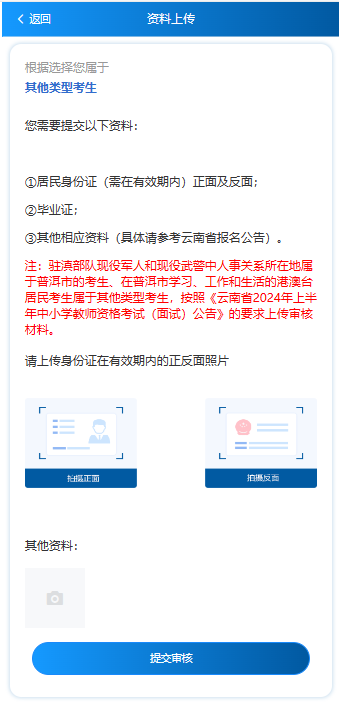 返回
资料上传
根据选择您属于
其他类型考生
您需要提交以下资料：
①居民身份证（需在有效期内）正面及反面；
②毕业证；
③其他相应资料（具体请参考云南省报名公告）。
注：驻滇部队现役军人和现役武警中人事关系所在地属
于普洱市的考生、在普洱市学习、工作和生活的港澳台
居民考生属于其他类型考生，按照《云南省2024年上半
年中小学教师资格考试（面试）公告》的要求上传审核
材料。
请上传身份证在有效期内的正反面照片
拍摄正面
拍摄反面
其他资料：
提交审核